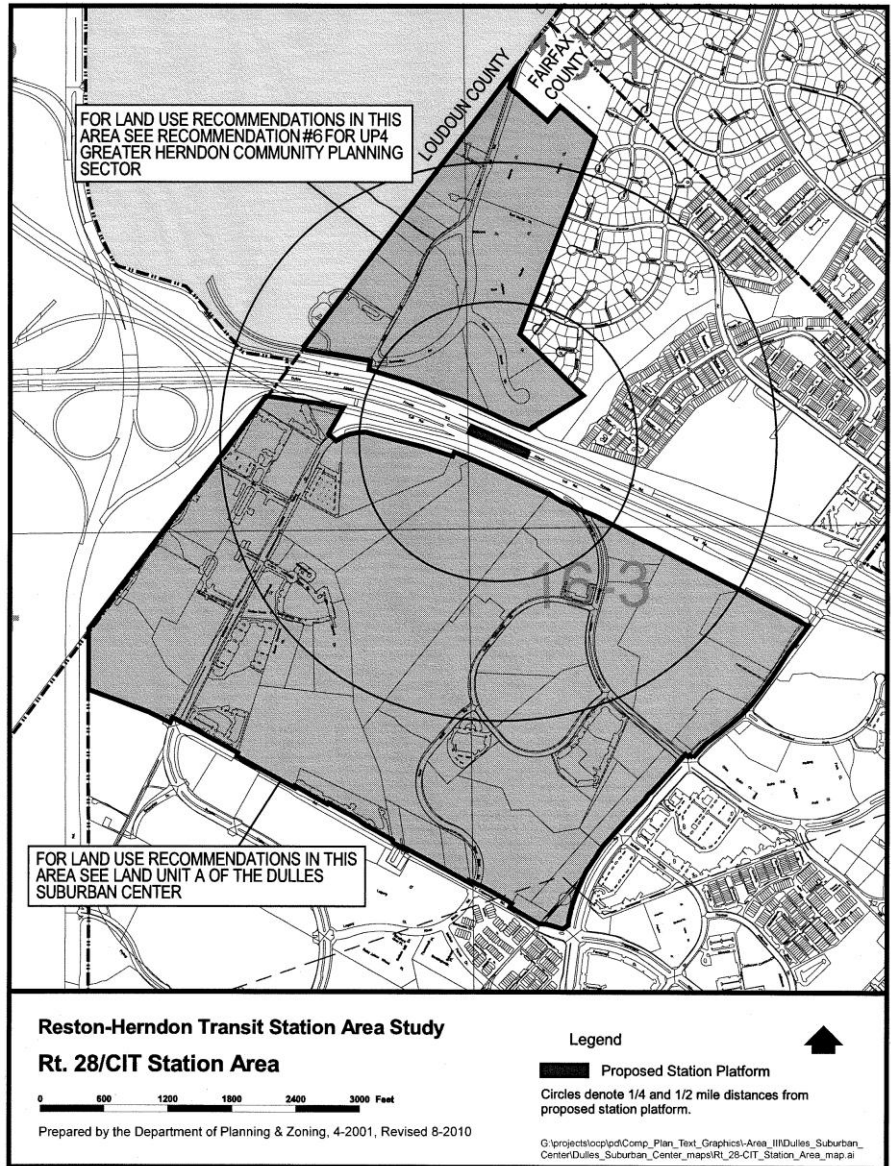 LOUDOUN COUNTY
FAIRFAX
COUNTY
FOR LAND USE RECOMMENDATIONS IN THIS
AREA SEE RECOMMENDATION #6 FOR UP4
GREATER HERNDON COMMUNITY PLANNING
SECTOR
16-3
FOR LAND USE RECOMMENDATIONS IN THIS
AREA SEE LAND UNIT A OF THE DULLES
SUBURBAN CENTER
Reston-Herndon Transit Station Area Study
Rt. 28/CIT Station Area
0 600 1200 1800 2400 3000 Feet
Prepared by the Department of Planning & Zoning, 4-2001, Revised 8-2010
Legend
Proposed Station Platform
Circles denote 1/4 and 1/2 mile distances from
proposed station platform.
G:\projects\ocp\pd\Comp_Plan_Text_Graphics\-Area_III\Dulles_Suburban_
Center\Dulles_Suburban_Center_maps\Rt_28-CIT_Station_Area_map.ai